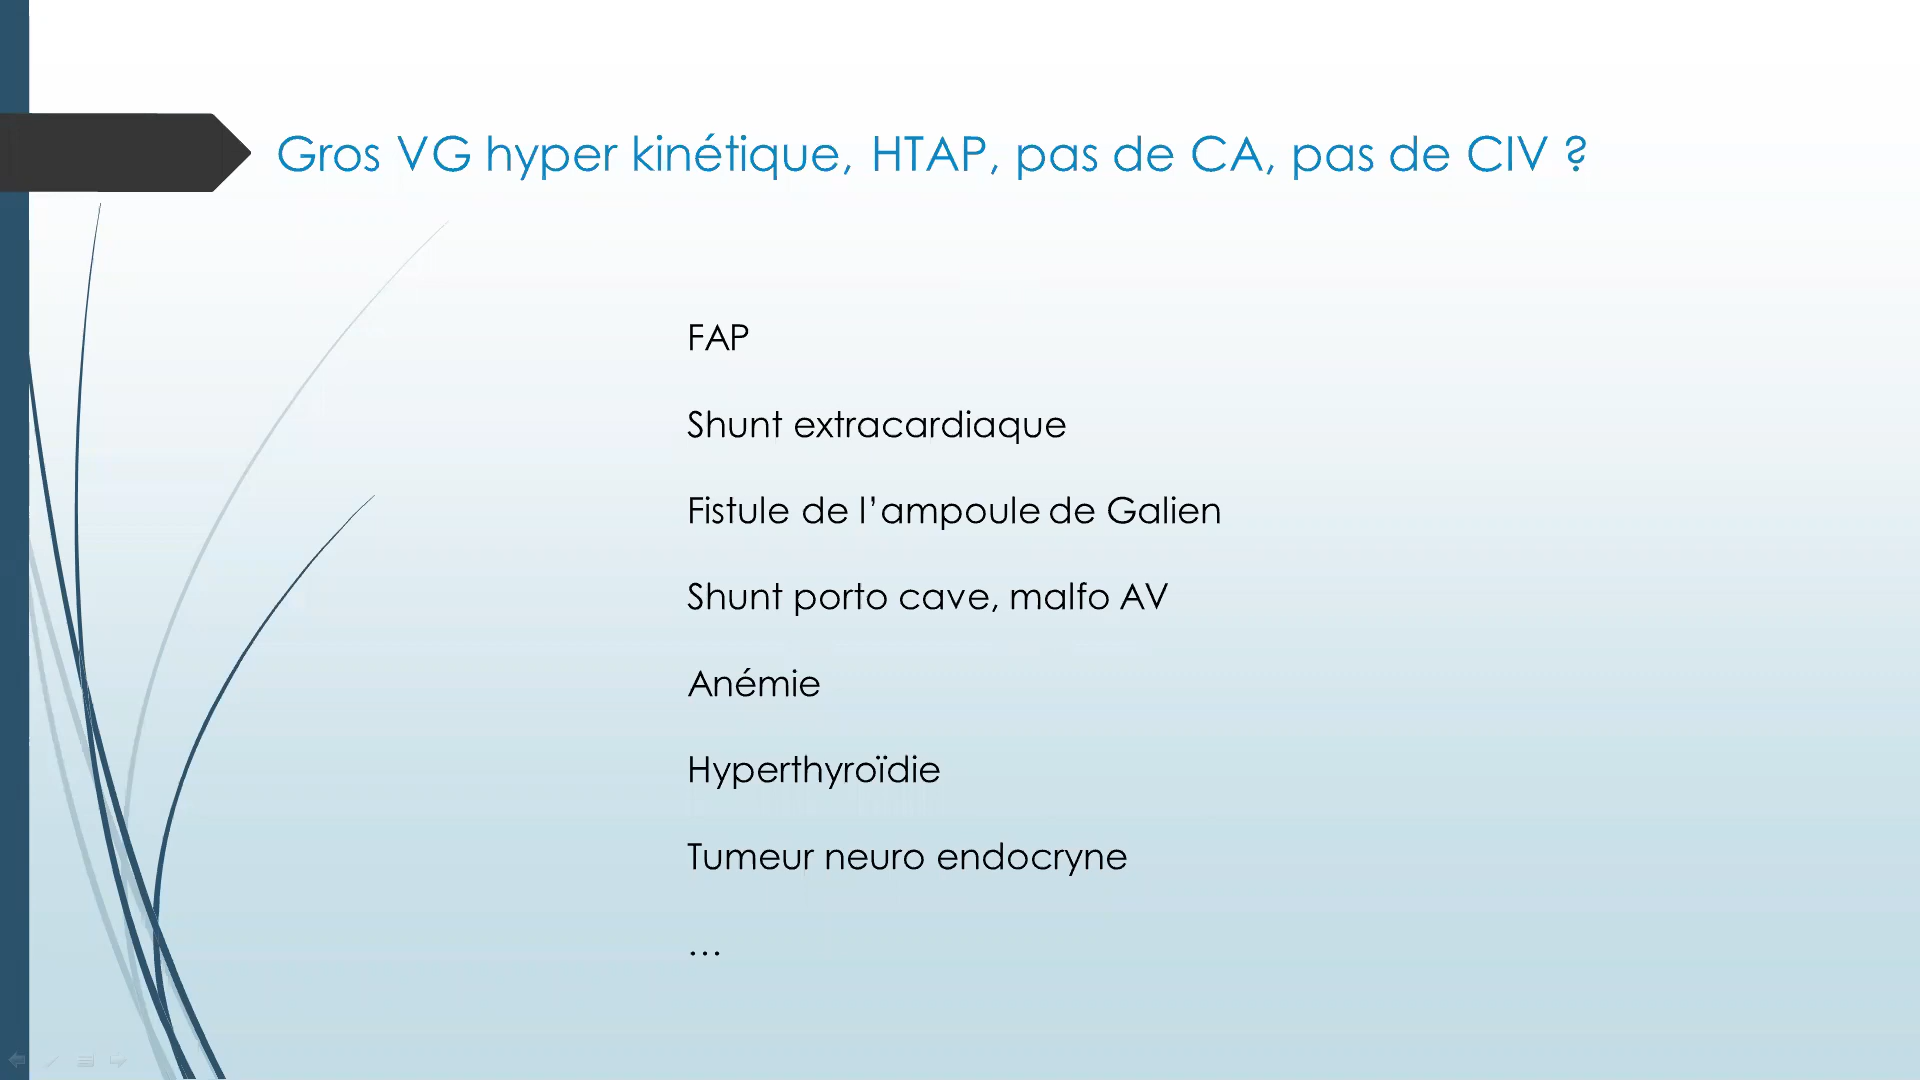 Gros VG hyper kinétique, HTAP, pas de CA, pas de CIV ?
FAP
Shunt extracardiaque
Fistule de l’ampoule de Galien
Shunt porto cave, malfo AV
Anémie
Hyperthyroïdie
Tumeur neuro endocryne
…